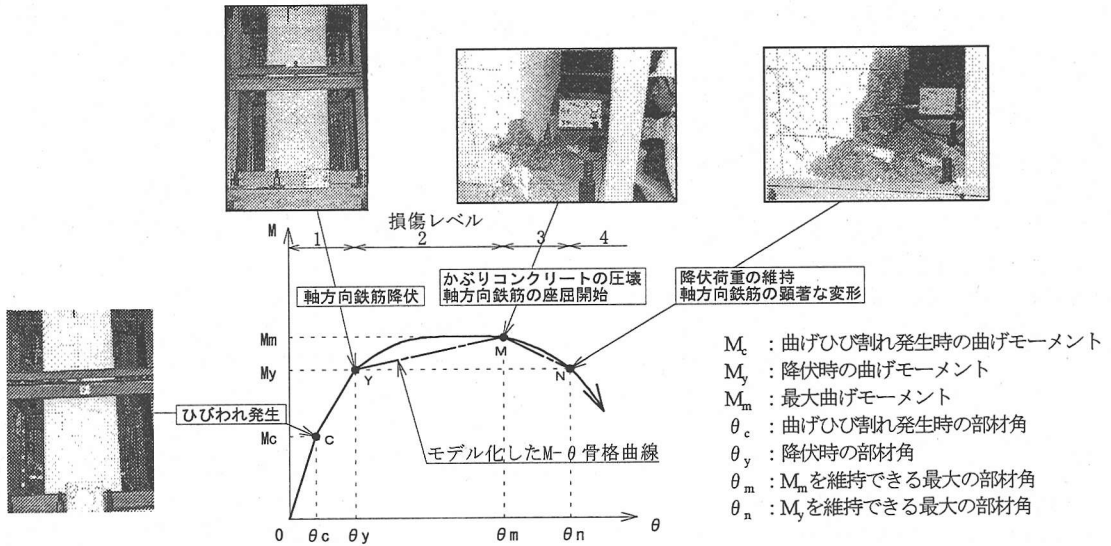 損傷レベル
M
1
2
3
4
軸方向鉄筋降伏
かぶりコンクリートの圧壊
軸方向鉄筋の座屈開始
降伏荷重の維持
軸方向鉄筋の顕著な変形
ひびわれ発生
Mm
My
Mc
C
Y
M
N
モデル化したM-θ骨格曲線
0
θc
θy
θm
θn
θ
Mc：曲げひび割れ発生時の曲げモーメント
My：降伏時の曲げモーメント
Mm：最大曲げモーメント
θc：曲げひび割れ発生時の部材角
θy：降伏時の部材角
θm：Mmを維持できる最大の部材角
θn：Myを維持できる最大の部材角